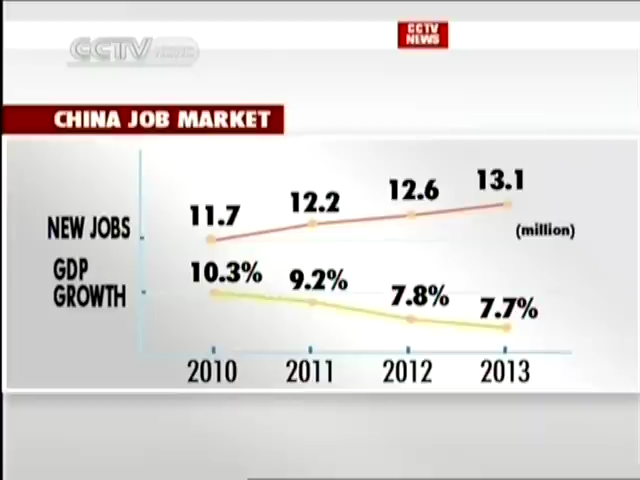 CCTV
CCTV
NEWS
CHINA JOB MARKET
NEW JOBS
11.7
12.2
12.6
13.1
(million)
GDP
GROWTH
10.3%
9.2%
7.8%
7.7%
2010
2011
2012
2013